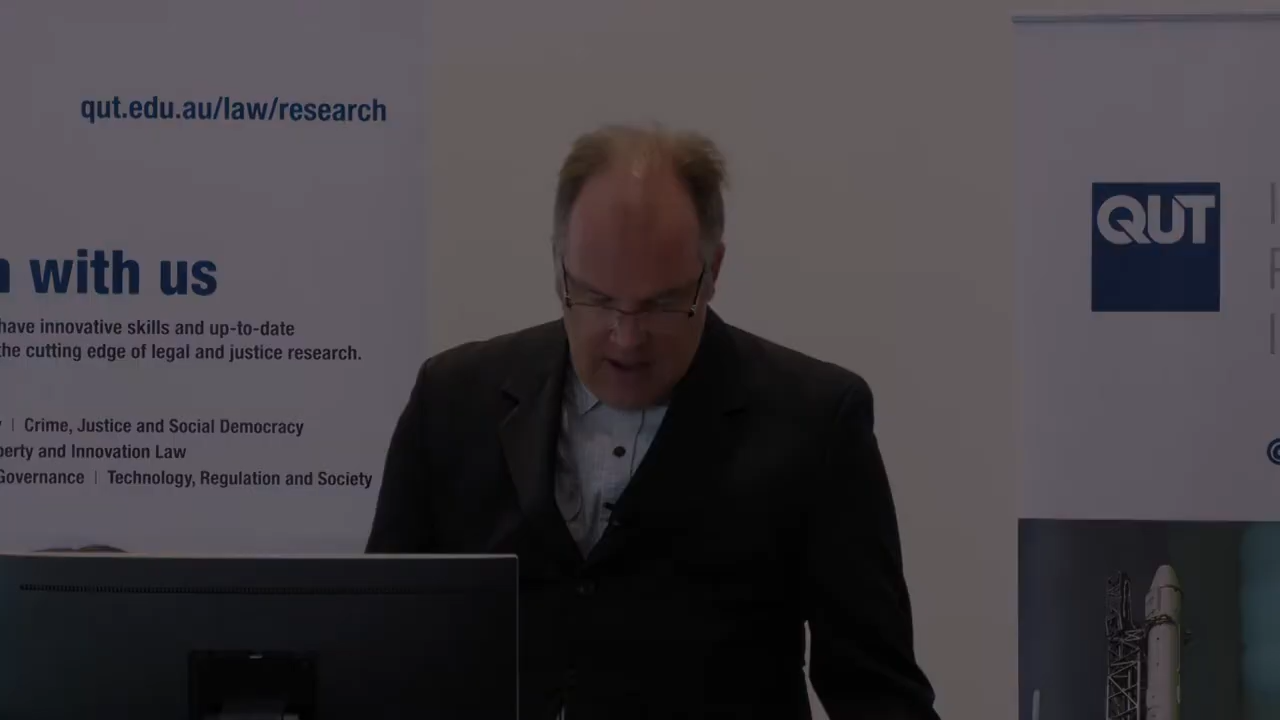 qut.edu.au/law/research
with us
have innovative skills and up-to-date
the cutting edge of legal and justice research.
Crime, Justice and Social Democracy
and Innovation Law
Governance | Technology, Regulation and Society
QUT